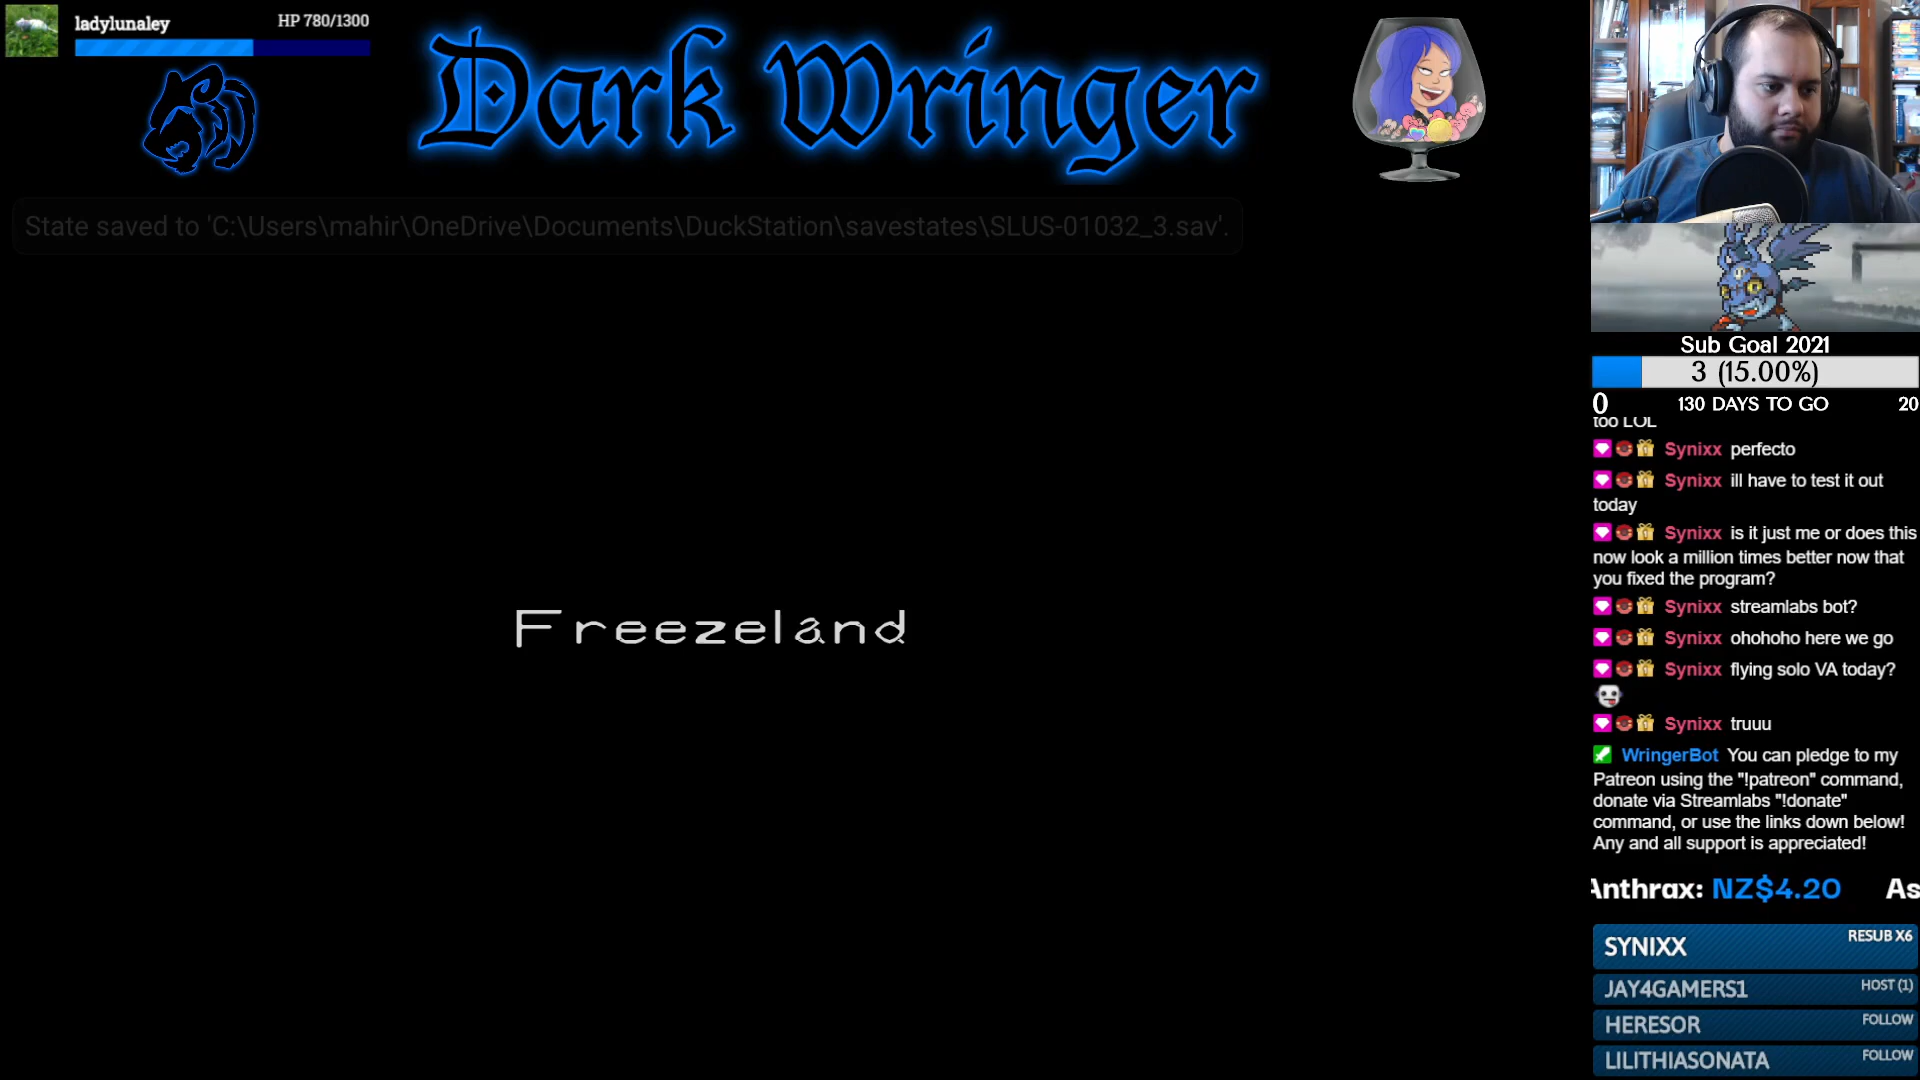 ladylunaley
HP 780/1300
Dark Wringer
State saved to 'C:\Users\mahir\OneDrive\Documents\DuckStation\savestates\SLUS-01032_3.sav'.
Freezeland
Sub Goal 2021
3 (15.00%)
0
130 DAYS TO GO
20
too LOL
Synixx perfecto
Synixx ill have to test it out
today
Synixx is it just me or does this
now look a million times better now that
you fixed the program?
Synixx streamlabs bot?
Synixx ohohoho here we go
Synixx flying solo VA today?
Synixx truuu
WringerBot You can pledge to my
Patreon using the "!patreon" command,
donate via Streamlabs "!donate"
command, or use the links down below!
Any and all support is appreciated!
Anthrax: NZ$4.20 As
SYNIXX RESUB X6
JAY4GAMERS1 HOST (1)
HERESOR FOLLOW
LILITHIASONATA FOLLOW